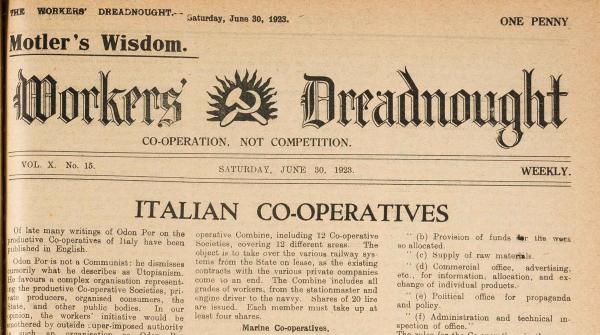 THE WORKERS' DREADNOUGHT.— Saturday, June 30, 1923.
ONE PENNY
Motler's Wisdom.
Workers' Dreadnought
CO-OPERATION, NOT COMPETITION.
VOL. X. No. 15.
SATURDAY, JUNE 30, 1923.
WEEKLY.
ITALIAN CO-OPERATIVES
Of late many writings of Odon Por on the
productive Co-operatives of Italy have been
published in English.
Odon Por is not a Communist: he dismisses
cursorily what he describes as Utopianism.
He favours a complex organisation represent-
ing the productive Co-operative Societies, pri-
vate producers, organised consumers, the
State, and other public bodies. In our
opinion, the workers' initiative would be
smothered by outside super-imposed authority
such an organisation
operative Combine, including 12 Co-operative
Societies, covering 12 different areas. The
object is to take over the various railway sys-
tems from the State on lease, as the existing
contracts with the various private companies
come to an end. The Combine includes all
grades of workers, from the stationmaster and
engine driver to the navvy. Shares of 20 lire
are issued. Each member must take up at
least four shares.
Marine Co-operatives.
" (b) Provision of funds for the work
so allocated.
" (c) Supply of raw materials.
" (d) Commercial office, advertising,
etc., for information, allocation, and ex-
change of individual products.
" (e) Political office for propaganda
and policy.
" (f) Administration and technical in-
spection of office."
The rules for the